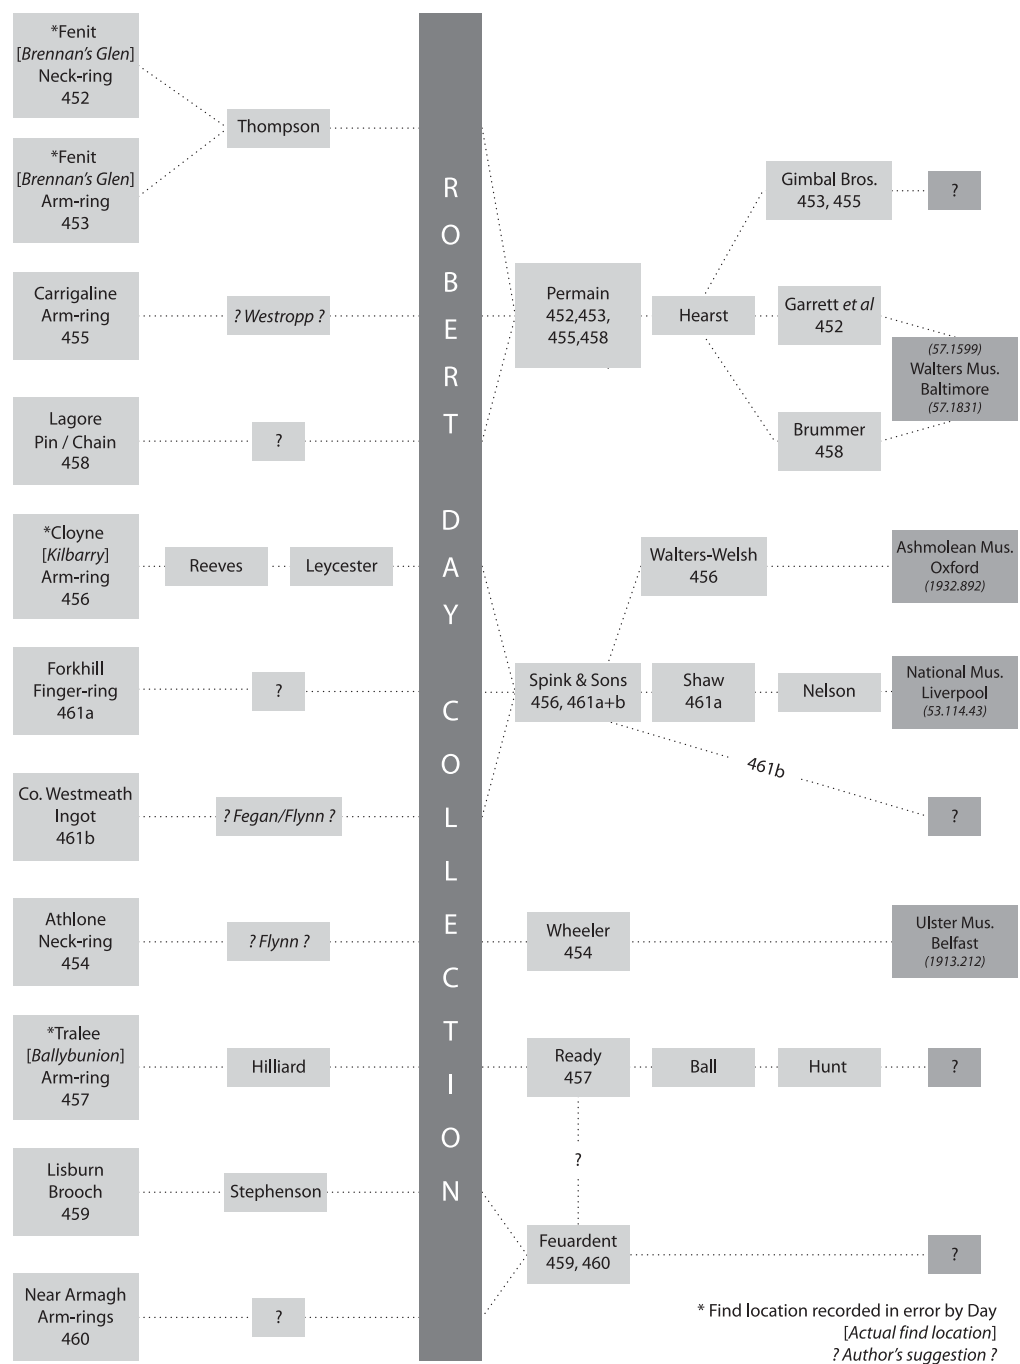 *Fenit
[Brennan's Glen]
Neck-ring
452
*Fenit
[Brennan's Glen]
Arm-ring
453
Carrigaline
Arm-ring
455
Lagore
Pin / Chain
458
*Cloyne
[Kilbarry]
Arm-ring
456
Forkhill
Finger-ring
461a
Co. Westmeath
Ingot
461b
Athlone
Neck-ring
454
*Tralee
[Ballybunion]
Arm-ring
457
Lisburn
Brooch
459
Near Armagh
Arm-rings
460
Thompson
? Westropp ?
?
Reeves
Leycester
?
? Fegan/Flynn ?
? Flynn ?
Hilliard
Stephenson
?
ROBERT DAY COLLECTION
Permain
452,453,
455,458
Hearst
Gimbal Bros.
453, 455
?
Garrett et al
452
Brummer
458
(57.1599)
Walters Mus.
Baltimore
(57.1831)
Walters-Welsh
456
Ashmolean Mus.
Oxford
(1932.892)
Spink & Sons
456, 461a+b
Shaw
461a
Nelson
National Mus.
Liverpool
(53.114.43)
461b
?
Wheeler
454
Ulster Mus.
Belfast
(1913.212)
Ready
457
Ball
Hunt
?
?
Feuardent
459, 460
?
* Find location recorded in error by Day
[Actual find location]
? Author's suggestion ?